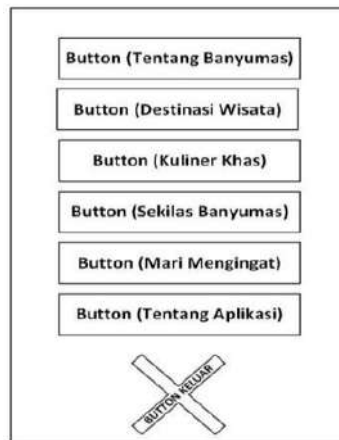 Button (Tentang Banyumas)
Button (Destinasi Wisata)
Button (Kuliner Khas)
Button (Sekilas Banyumas)
Button (Mari Mengingat)
Button (Tentang Aplikasi)
BUTTON KELUAR